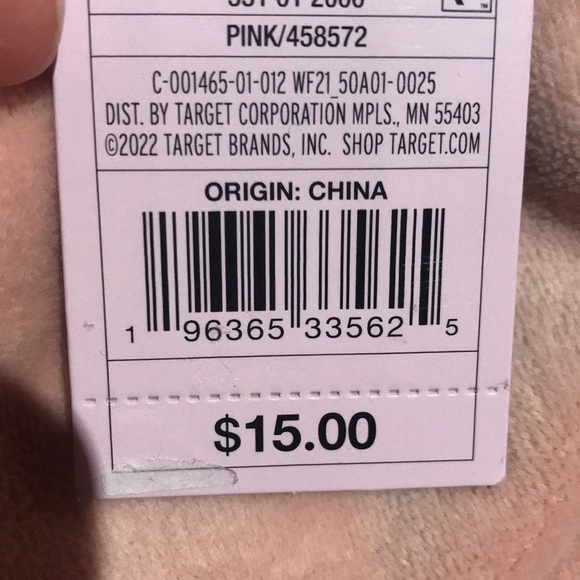 PINK/458572
C-001465-01-012 WF21_50A01-0025
DIST. BY TARGET CORPORATION MPLS., MN 55403
©2022 TARGET BRANDS, INC. SHOP TARGET.COM
ORIGIN: CHINA
1 96365 33562 5
$15.00